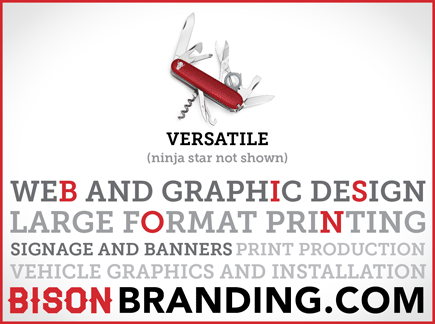 VERSATILE
(ninja star not shown)
WEB AND GRAPHIC DESIGN
LARGE FORMAT PRINTING
SIGNAGE AND BANNERS PRINT PRODUCTION
VEHICLE GRAPHICS AND INSTALLATION
BISONBRANDING.COM